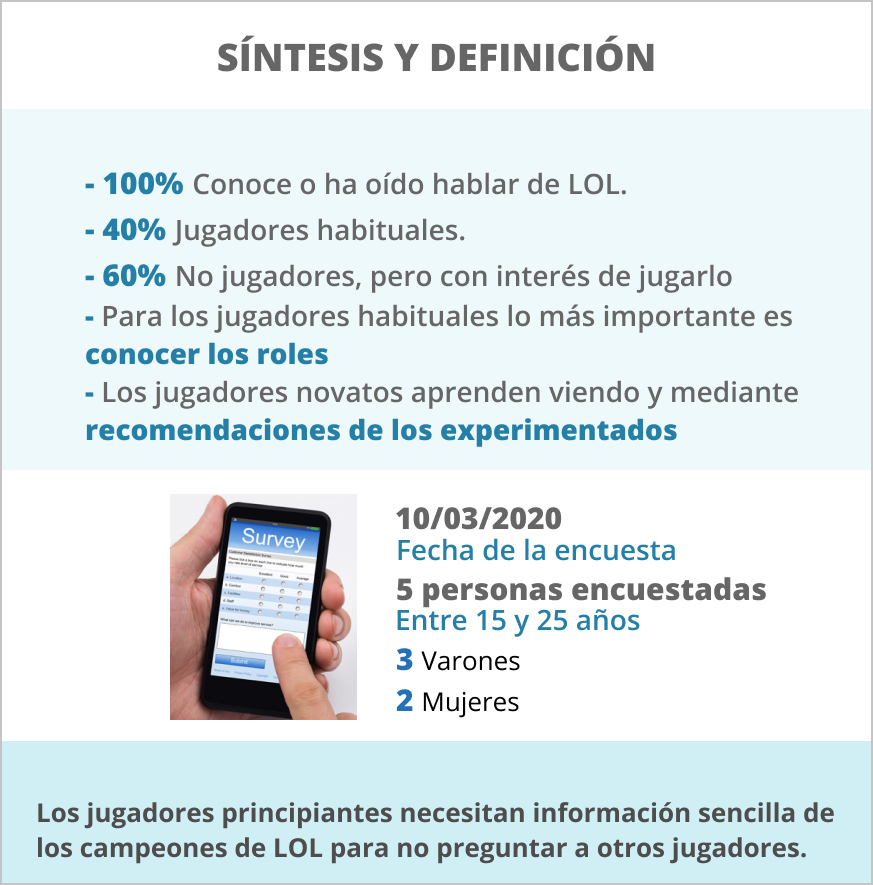 SÍNTESIS Y DEFINICIÓN
- 100% Conoce o ha oído hablar de LOL.
- 40% Jugadores habituales.
- 60% No jugadores, pero con interés de jugarlo
- Para los jugadores habituales lo más importante es
conocer los roles
- Los jugadores novatos aprenden viendo y mediante
recomendaciones de los experimentados
Survey
Submit
10/03/2020
Fecha de la encuesta
5 personas encuestadas
Entre 15 y 25 años
3 Varones
2 Mujeres
Los jugadores principiantes necesitan información sencilla de
los campeones de LOL para no preguntar a otros jugadores.